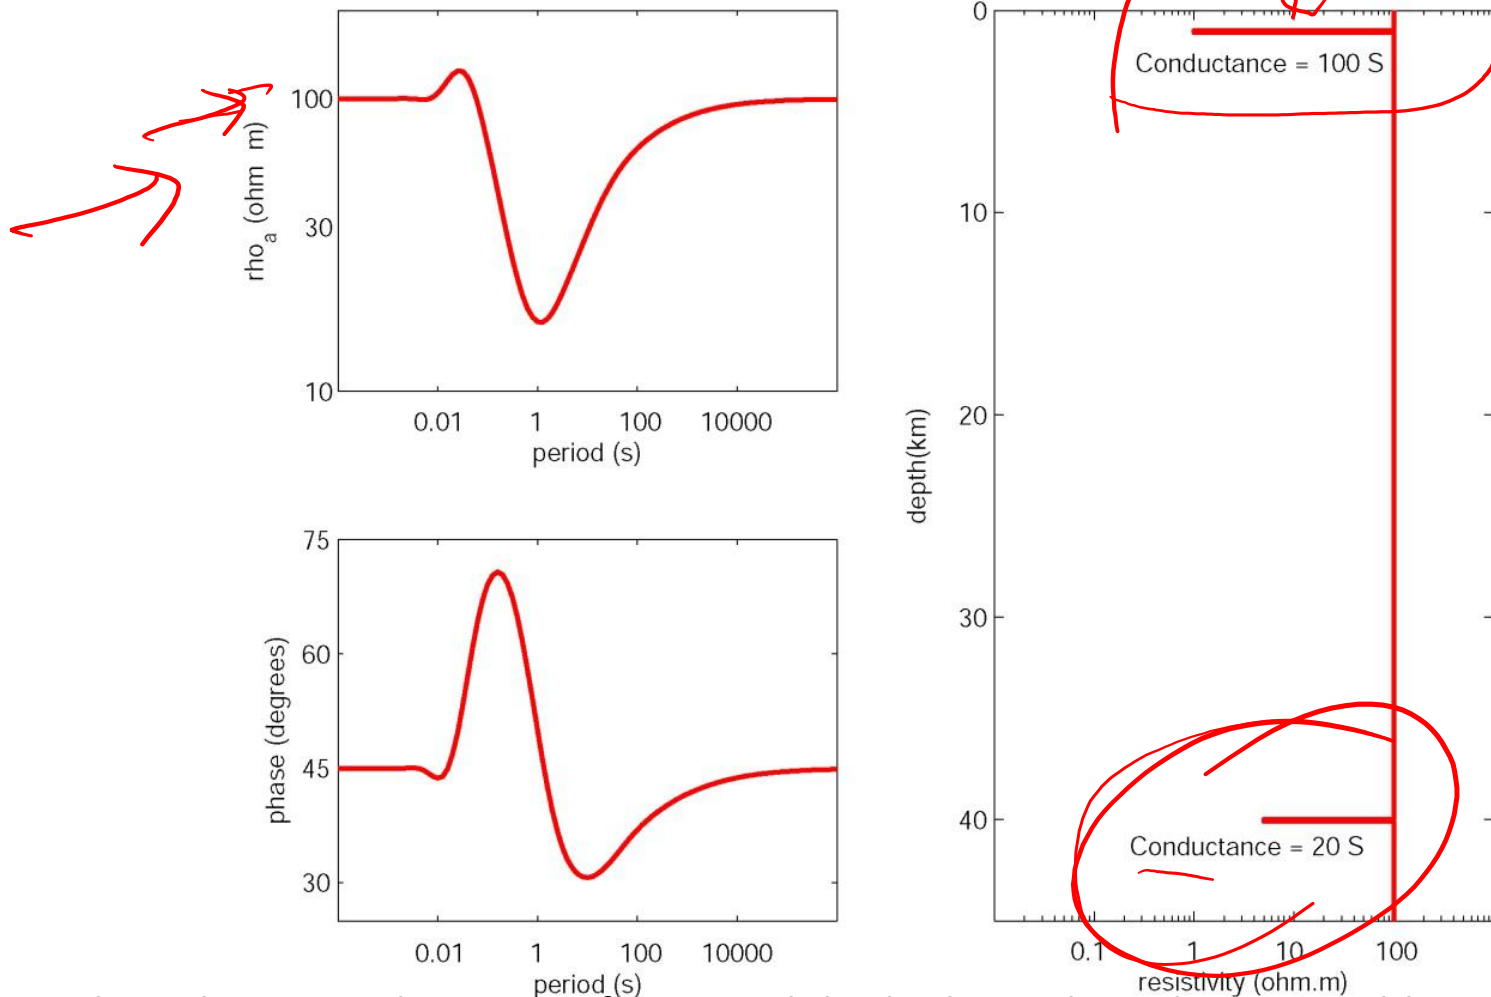 100
30
10
rho_a (ohm m)
0.01 1 100 10000
period (s)
75
60
45
30
phase (degrees)
0.01 1 100 10000
period (s)
0
10
20
30
40
depth(km)
Conductance = 100 S
Conductance = 20 S
0.1 1 10 100
resistivity (ohm.m)